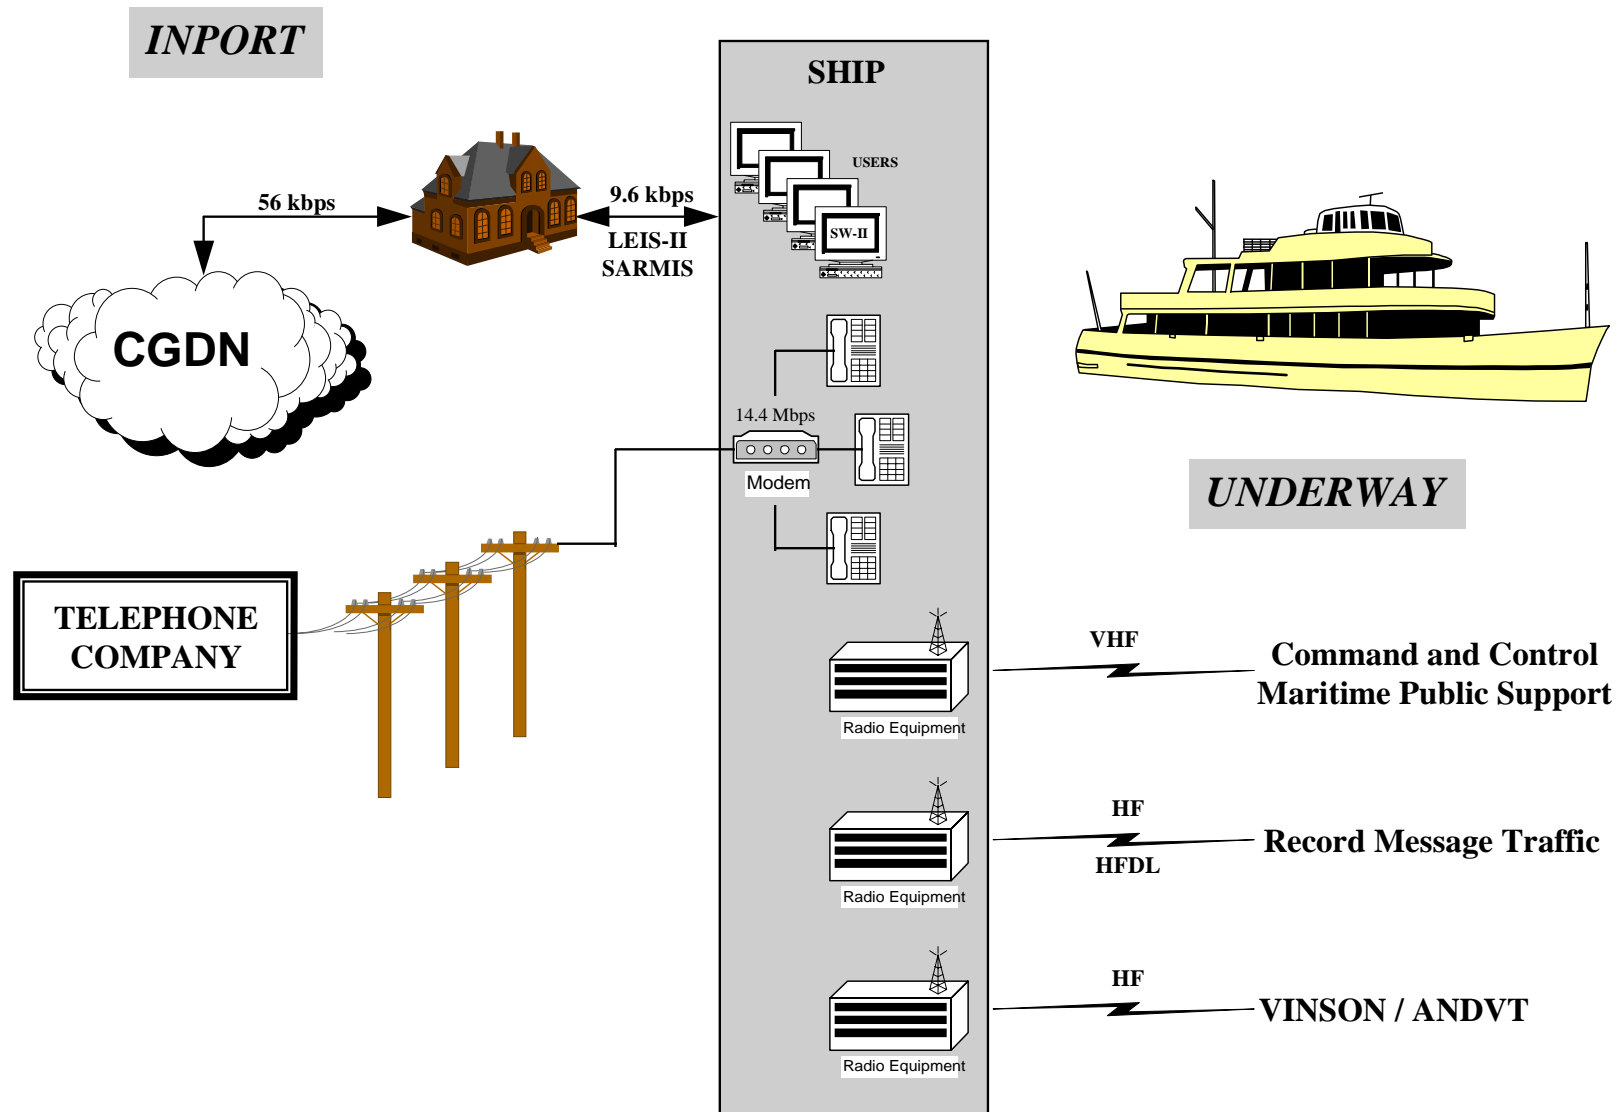 INPORT
SHIP
USERS
SW-II
56 kbps
9.6 kbps
LEIS-II
SARMIS
CGDN
14.4 Mbps
Modem
UNDERWAY
TELEPHONE
COMPANY
VHF
Command and Control
Maritime Public Support
Radio Equipment
HF
HFDL
Record Message Traffic
Radio Equipment
HF
VINSON / ANDVT
Radio Equipment